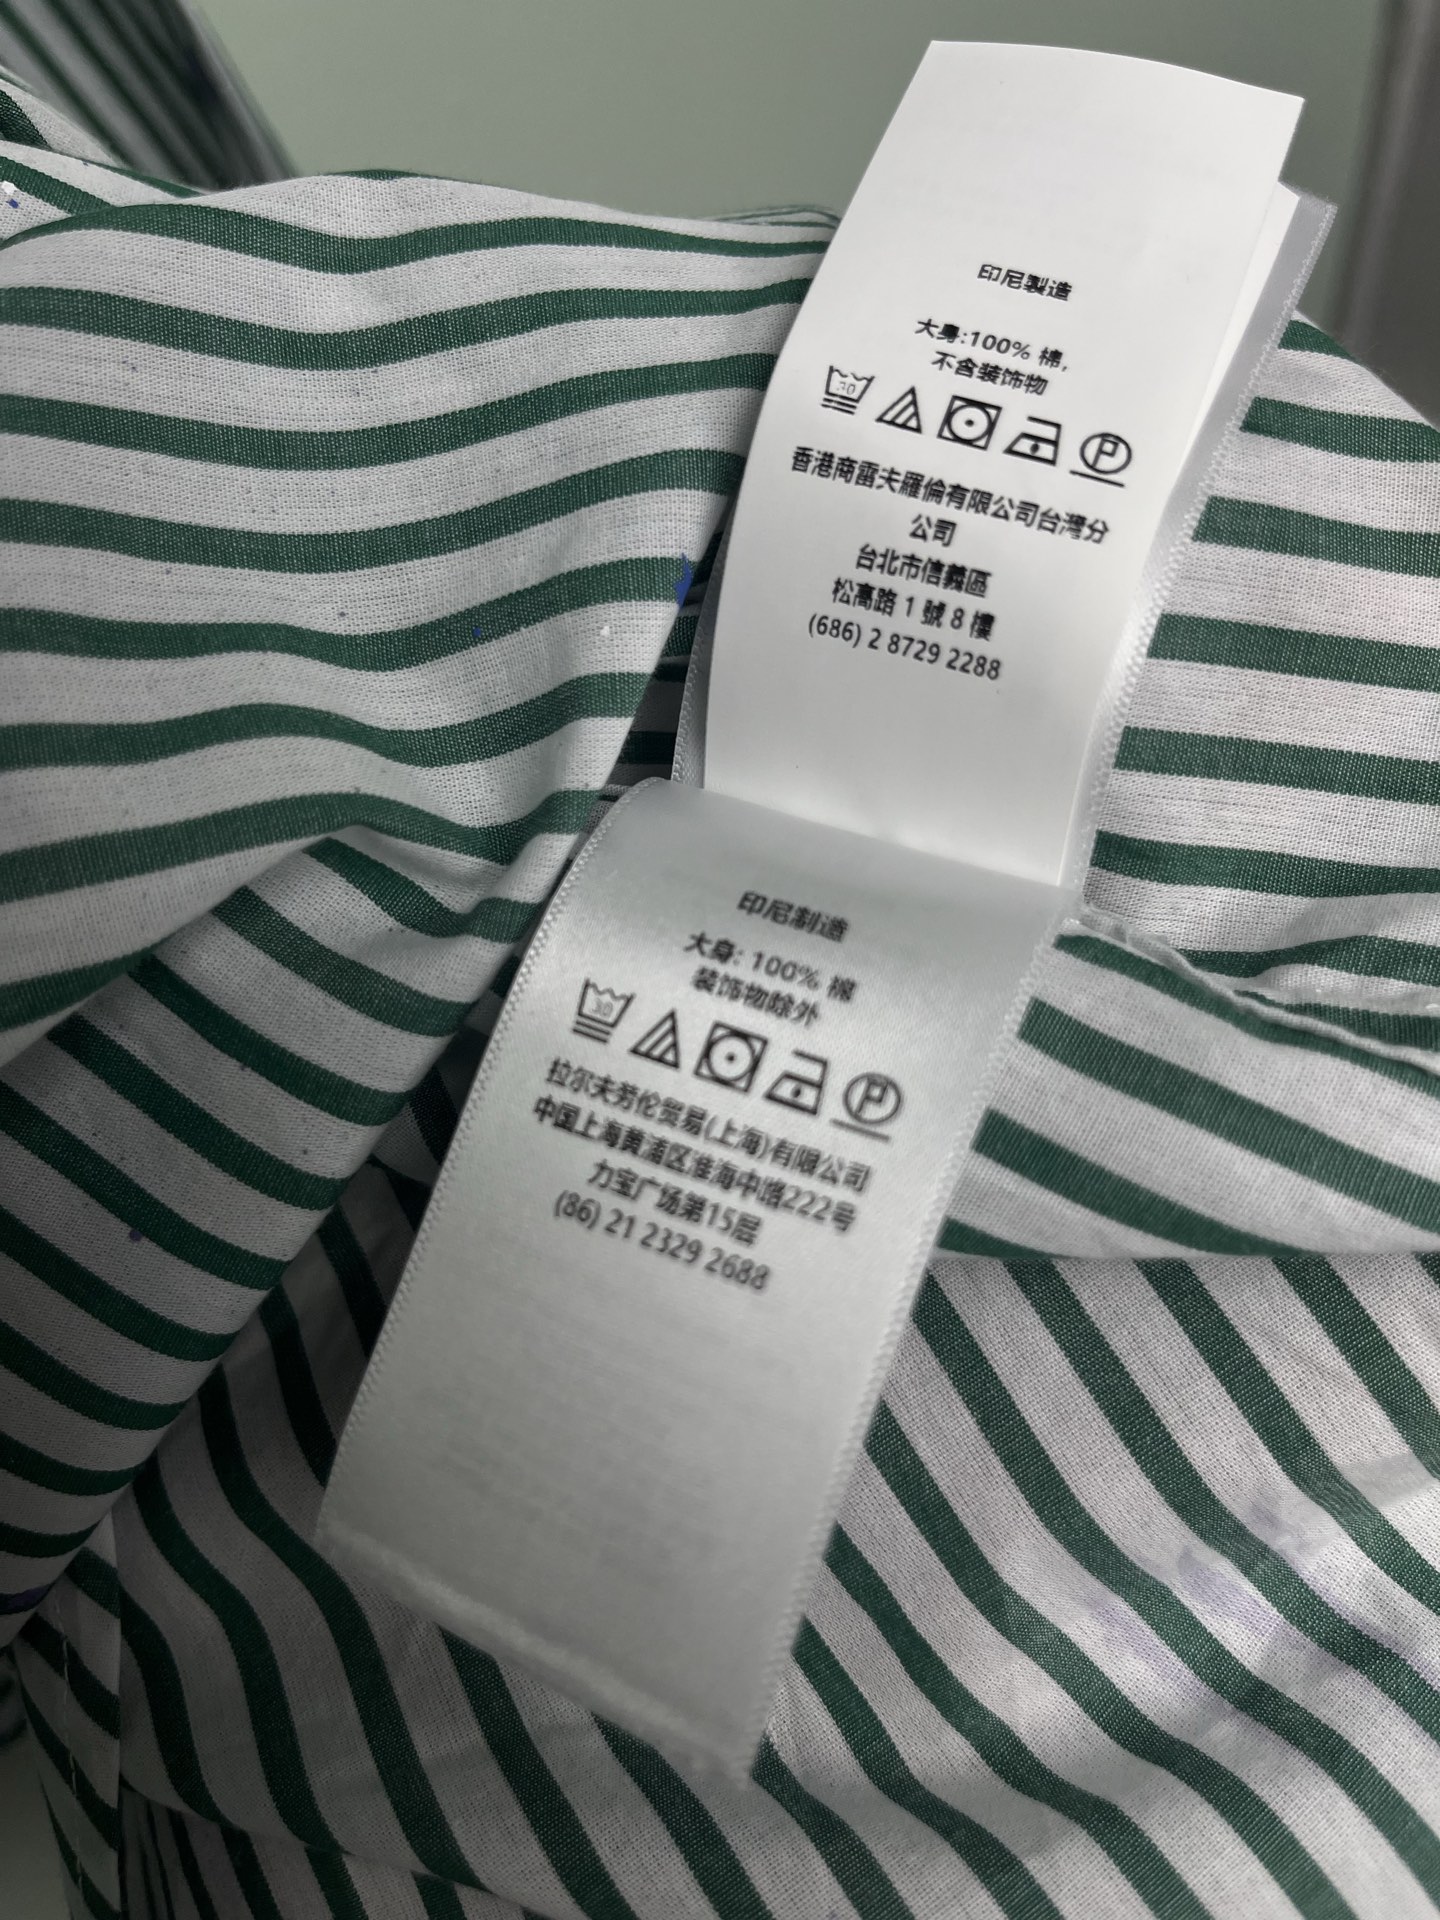 印尼製造
大身:100% 棉,
不含装饰物
30
P
香港商雷夫羅倫有限公司台灣分
公司
台北市信義區
松高路 1 號 8 樓
(686) 2 8729 2288
印尼制造
大身: 100% 棉
装饰物除外
30
P
拉尔夫劳伦贸易(上海)有限公司
中国上海黄浦区淮海中路222号
力宝广场第15层
(86) 21 2329 2688